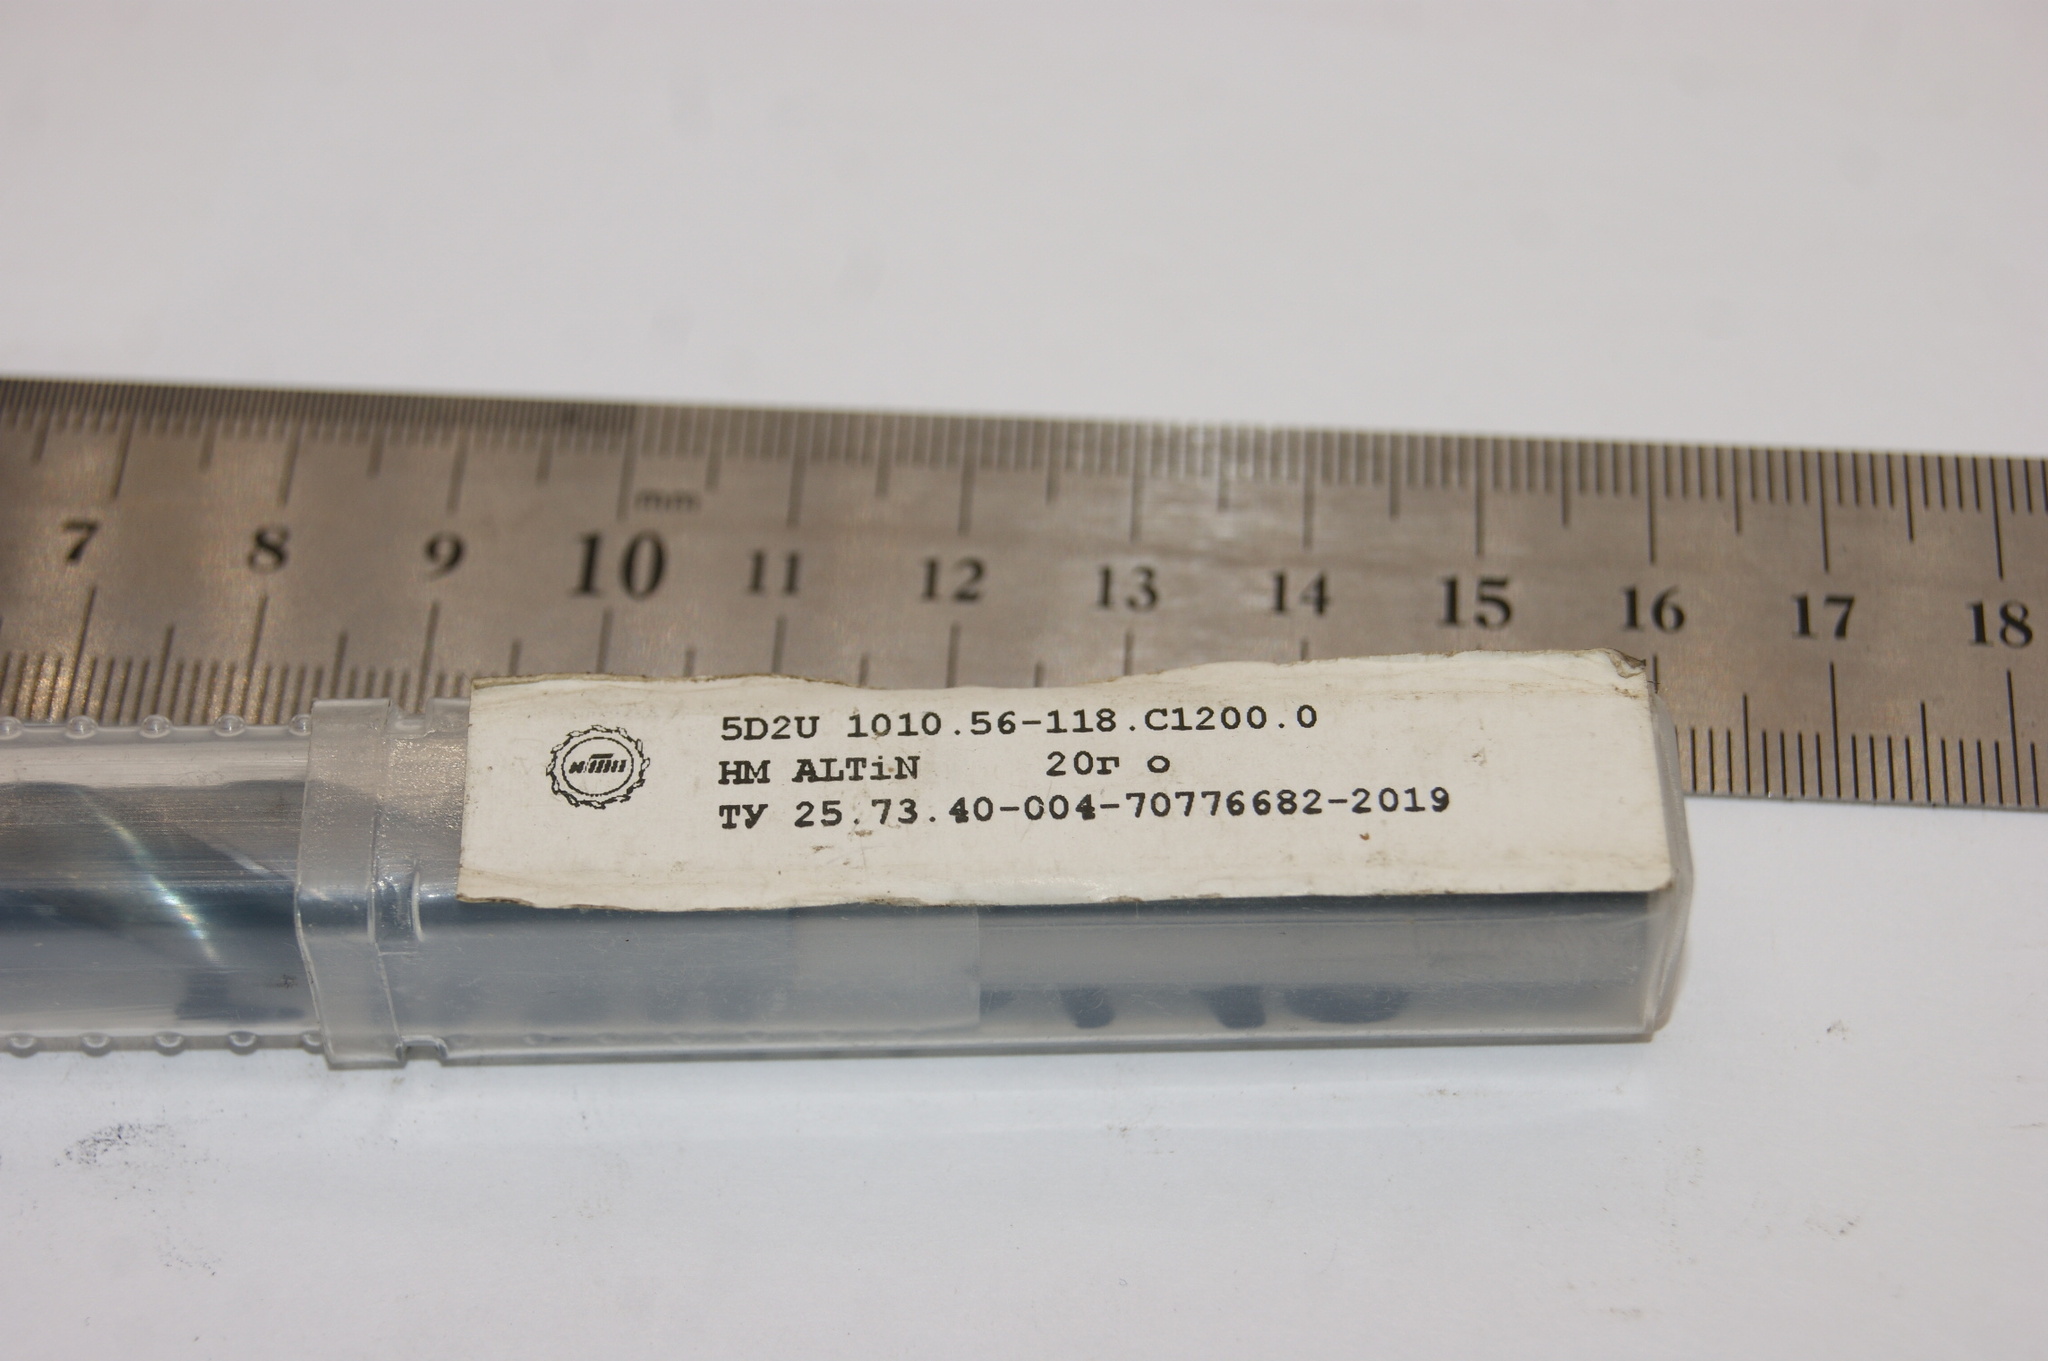 mm
7 8 9 10 11 12 13 14 15 16 17 18
5D2U 1010.56-118.C1200.0
HM ALTiN 20г о
ТУ 25.73.40-004-70776682-2019